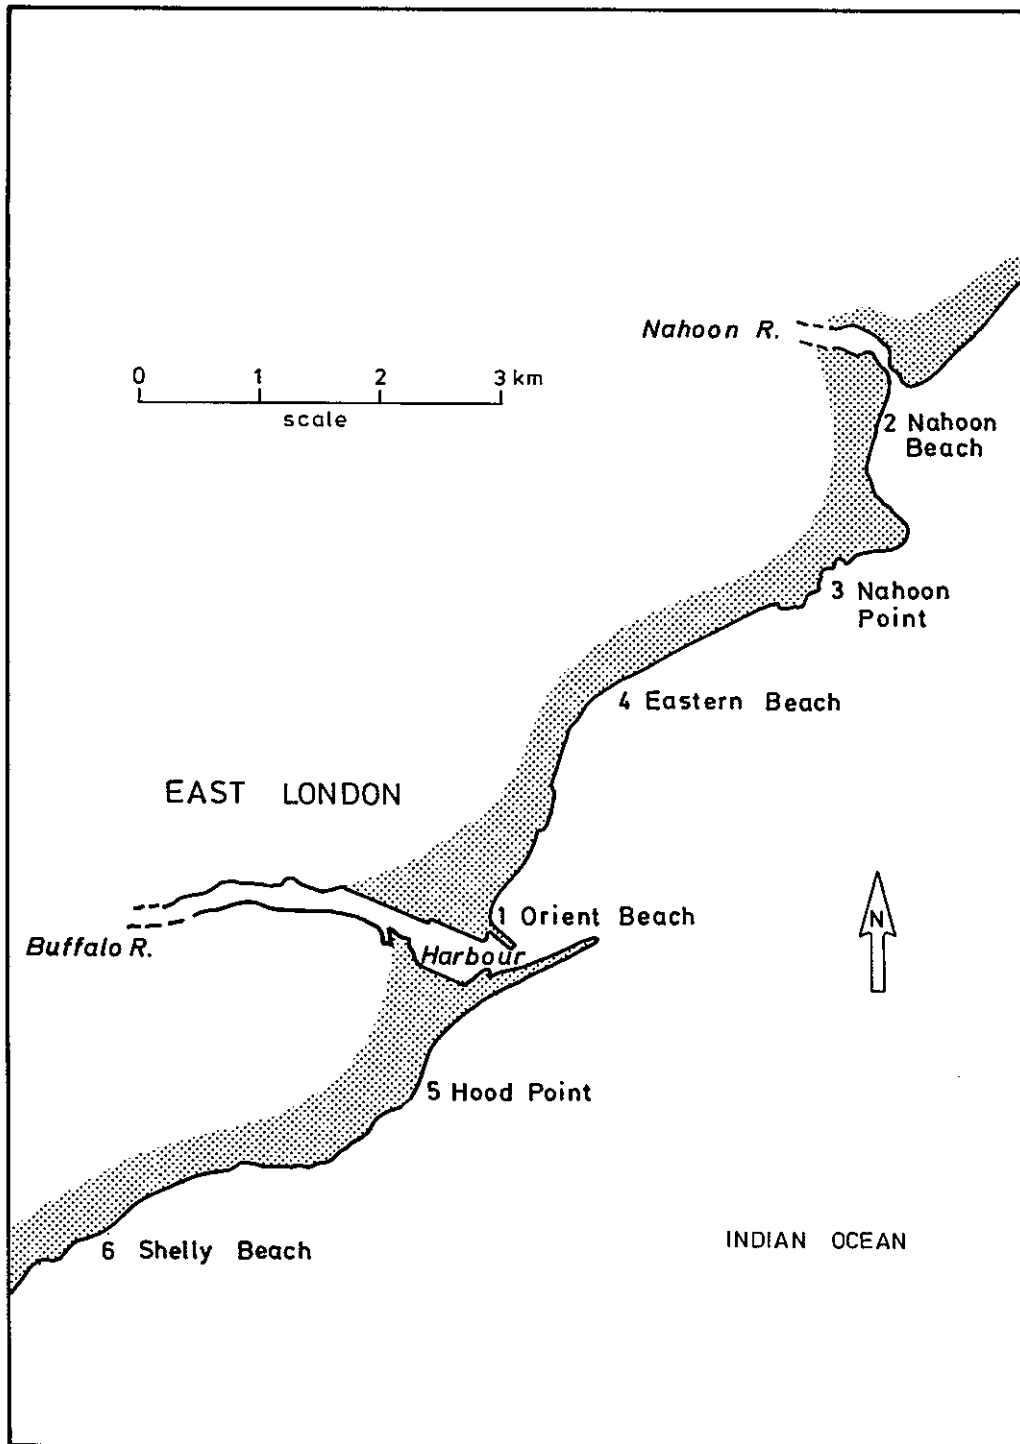 Nahoon R.
0 1 2 3 km
scale
2 Nahoon
Beach
3 Nahoon
Point
4 Eastern Beach
EAST LONDON
1 Orient Beach
N
Buffalo R.
Harbour
5 Hood Point
6 Shelly Beach
INDIAN OCEAN